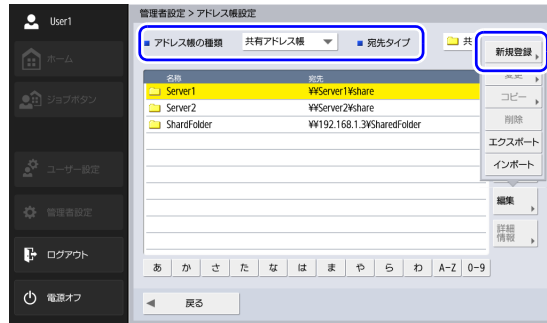 User1
ホーム
ジョブボタン
ユーザー設定
管理者設定
ログアウト
電源オフ
管理者設定 > アドレス帳設定
■ アドレス帳の種類 共有アドレス帳 ■ 宛先タイプ 共
名称 宛先
Server1 ¥¥Server1¥share
Server2 ¥¥Server2¥share
ShardFolder ¥¥192.168.1.3¥SharedFolder
あ か さ た な は ま や ら わ A-Z 0-9
戻る
新規登録
変更
コピー
削除
エクスポート
インポート
編集
詳細
情報